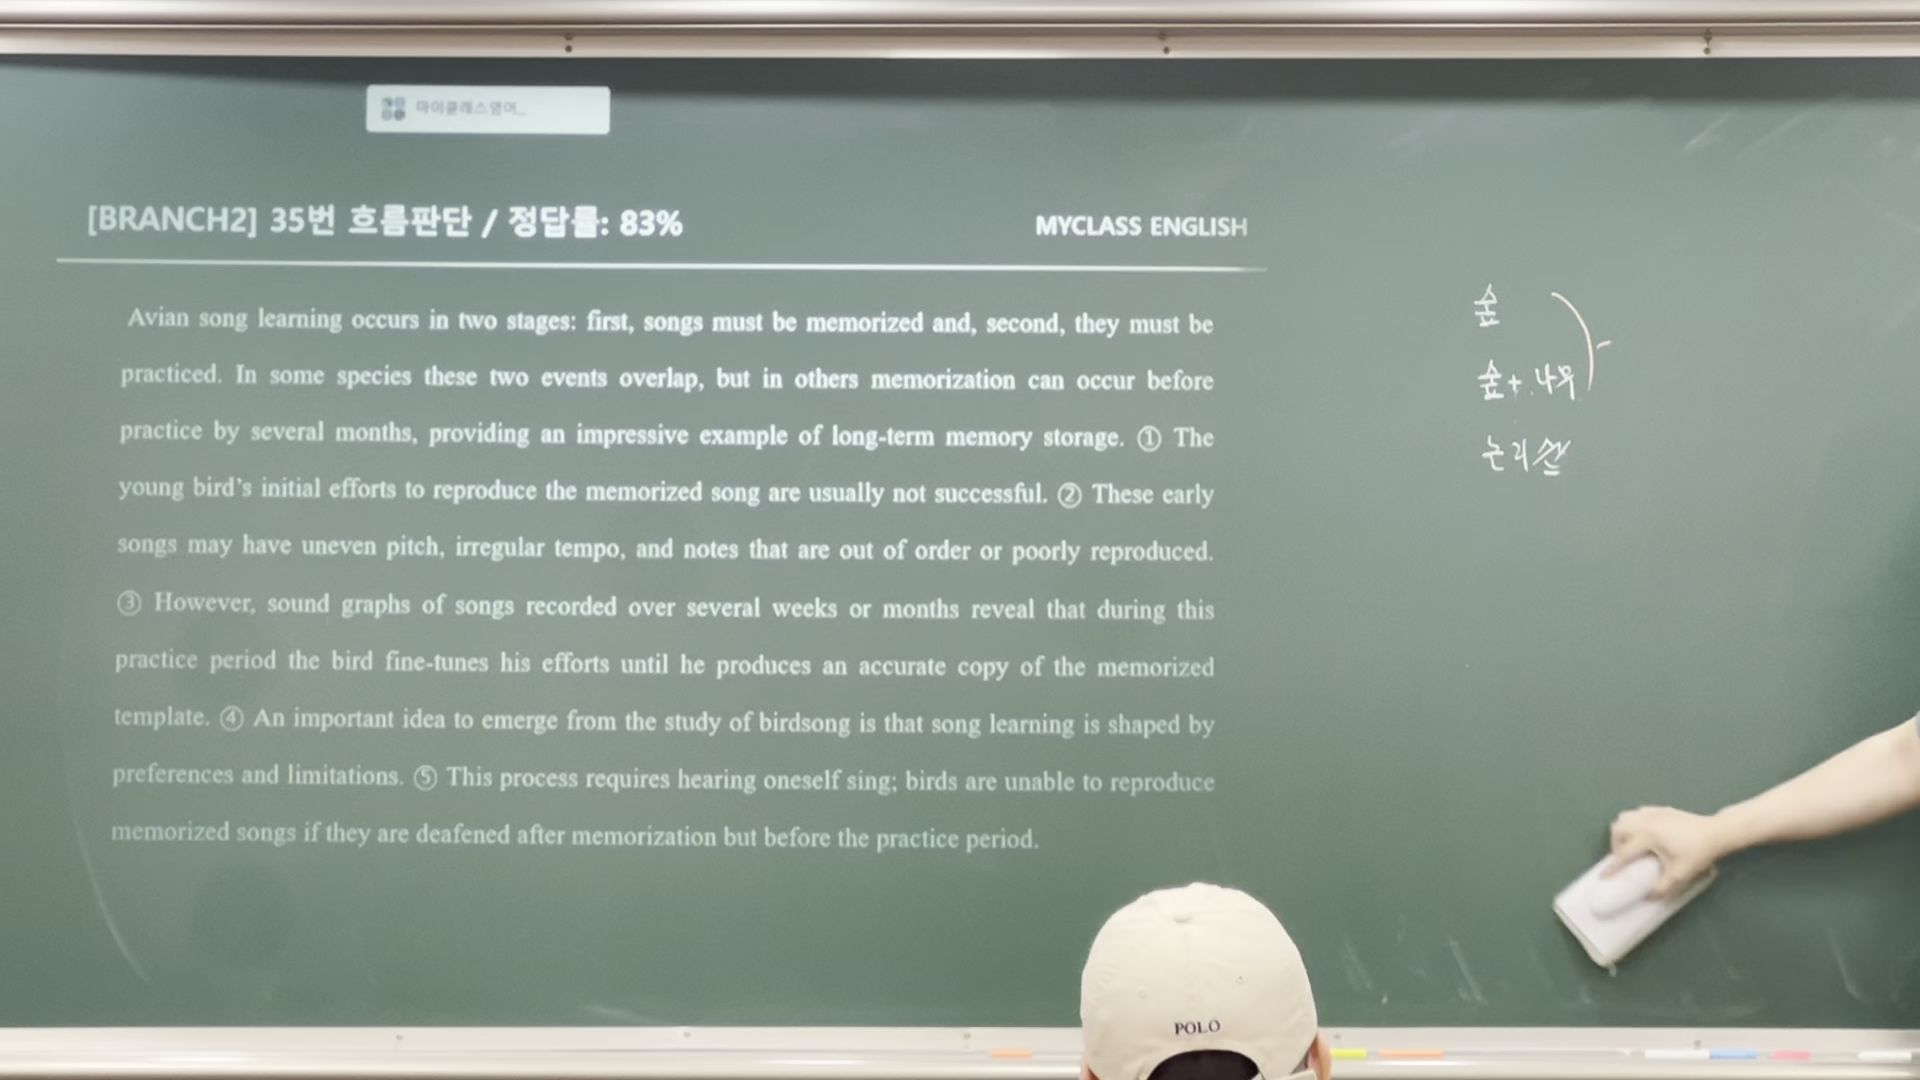 마이클래스영어...
[BRANCH2] 35번 흐름판단 / 정답률: 83%
MYCLASS ENGLISH
Avian song learning occurs in two stages: first, songs must be memorized and, second, they must be
practiced. In some species these two events overlap, but in others memorization can occur before
practice by several months, providing an impressive example of long-term memory storage. ① The
young bird's initial efforts to reproduce the memorized song are usually not successful. ② These early
songs may have uneven pitch, irregular tempo, and notes that are out of order or poorly reproduced.
③ However, sound graphs of songs recorded over several weeks or months reveal that during this
practice period the bird fine-tunes his efforts until he produces an accurate copy of the memorized
template. ④ An important idea to emerge from the study of birdsong is that song learning is shaped by
preferences and limitations. ⑤ This process requires hearing oneself sing; birds are unable to reproduce
memorized songs if they are deafened after memorization but before the practice period.
숲
숲 + 나무
POLO